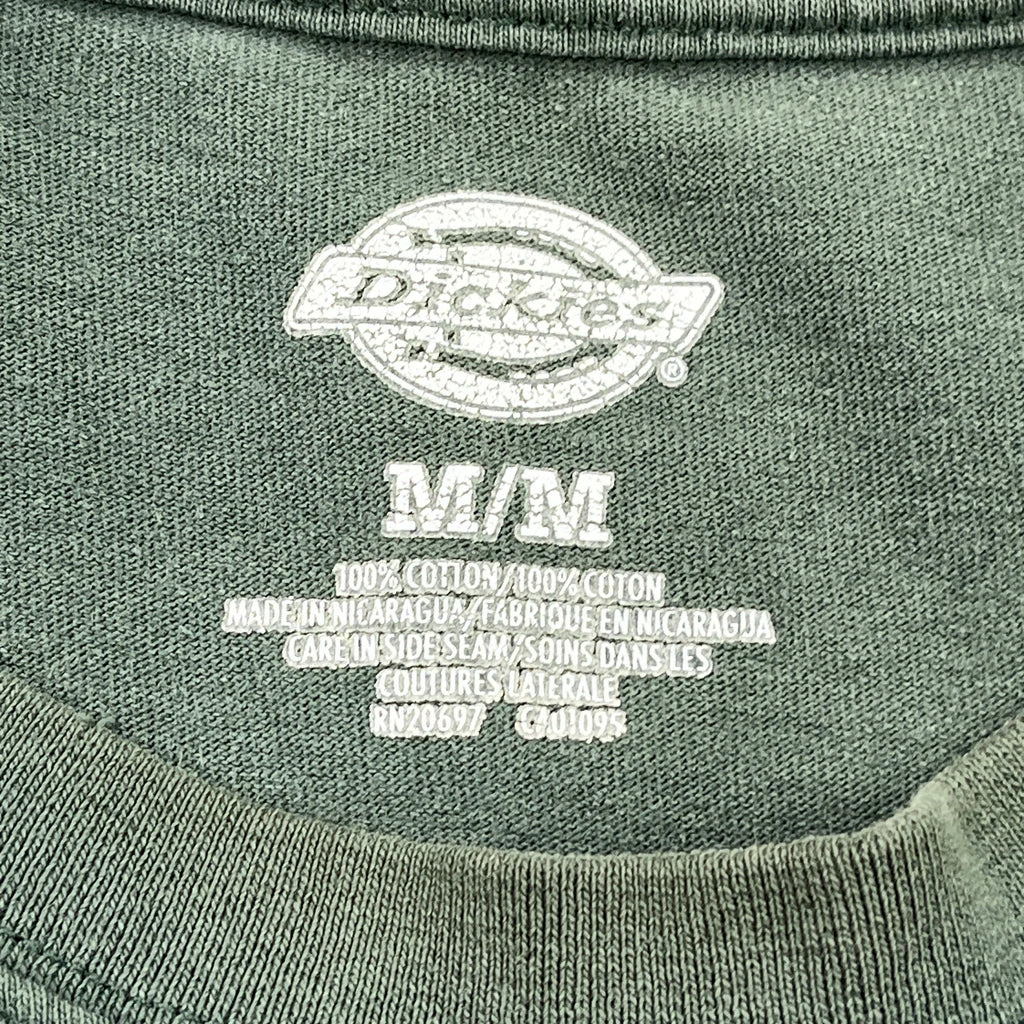 Dickies®
M/M
100% COTTON/100% COTON
MADE IN NICARAGUA/FABRIQUE EN NICARAGUA
CARE IN SIDE SEAM/SOINS DANS LES
COUTURES LATERALE
RN20697 CA01095